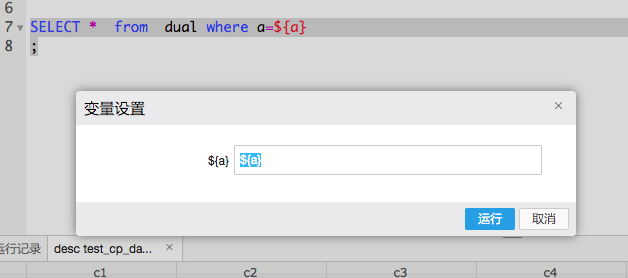 6
7 SELECT * from dual where a=${a}
8 ;
变量设置
${a} ${a}
运行 取消
运行记录 desc test_cp_da...
c1 c2 c3 c4